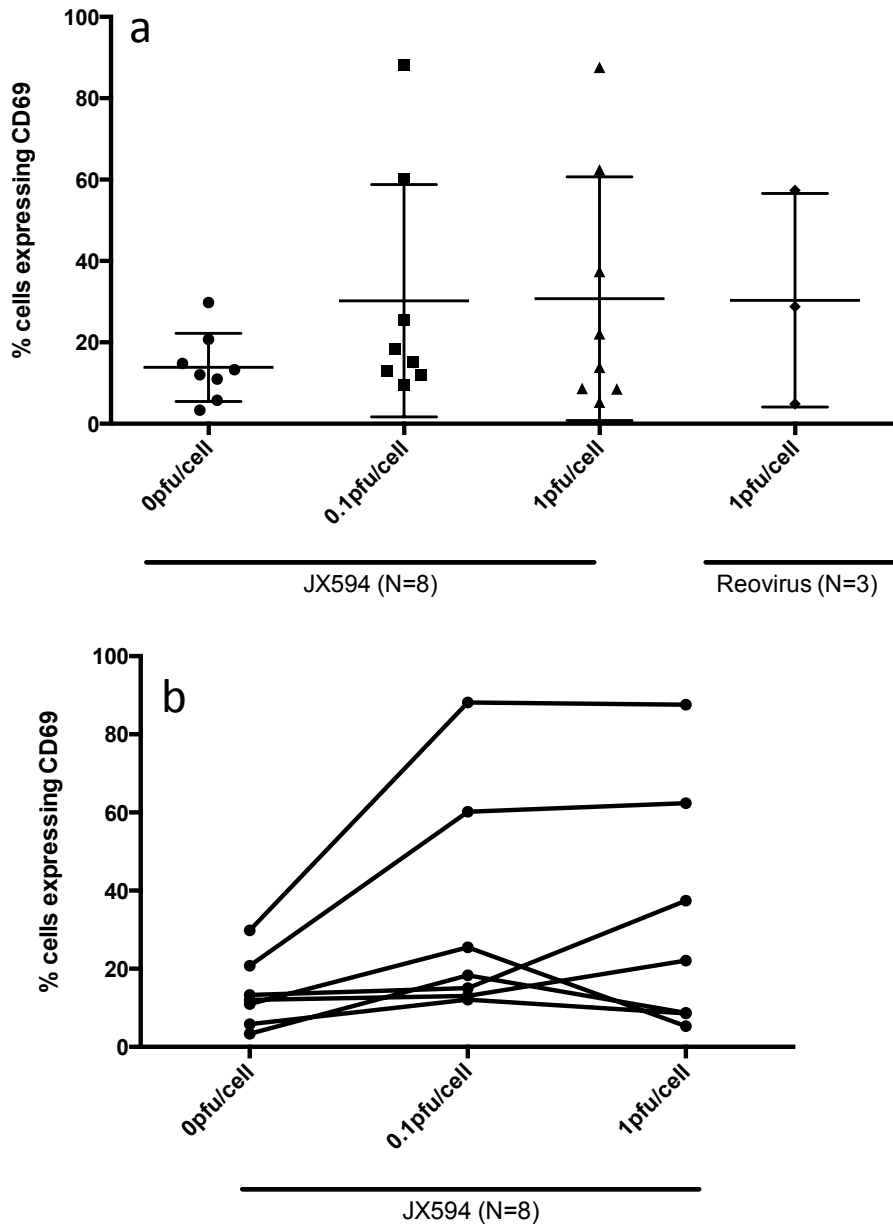 a
% cells expressing CD69
100
80
60
40
20
0
0pfu/cell
0.1pfu/cell
1pfu/cell
1pfu/cell
JX594 (N=8)
Reovirus (N=3)
b
% cells expressing CD69
100
80
60
40
20
0
0pfu/cell
0.1pfu/cell
1pfu/cell
JX594 (N=8)